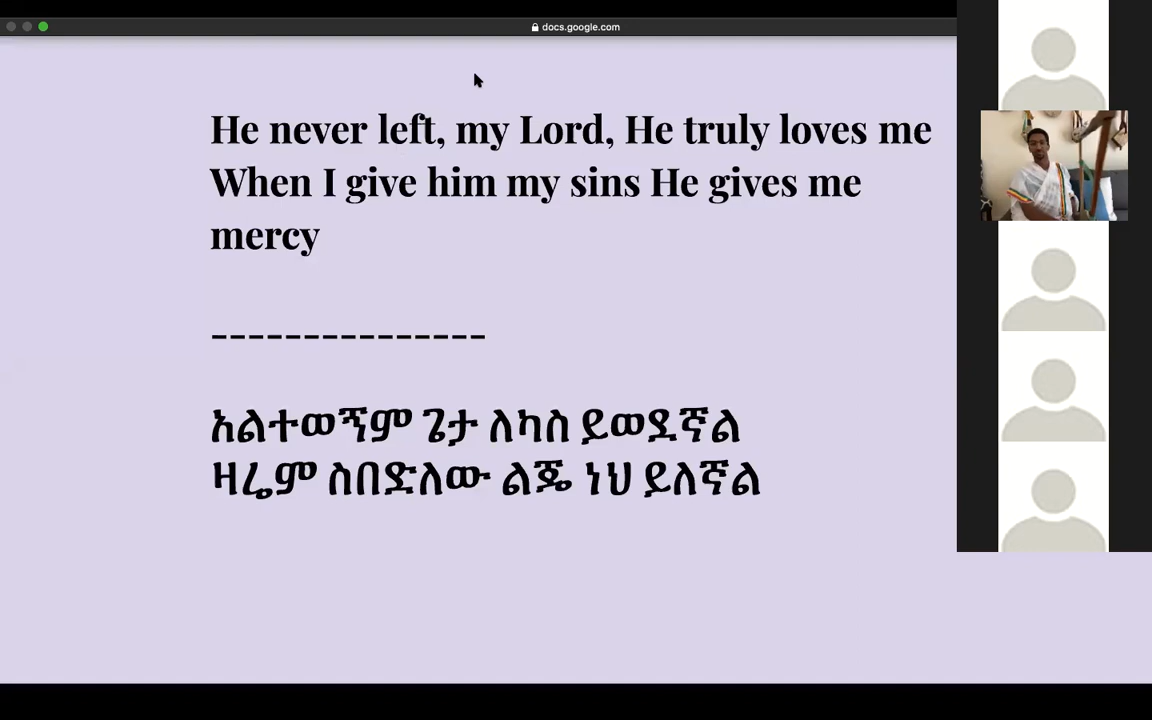 docs.google.com
He never left, my Lord, He truly loves me
When I give him my sins He gives me
mercy
---------------
አልተወኝም ጌታ ለካስ ይወደኛል
ዛሬም ስበድለው ልጄ ነህ ይለኛል